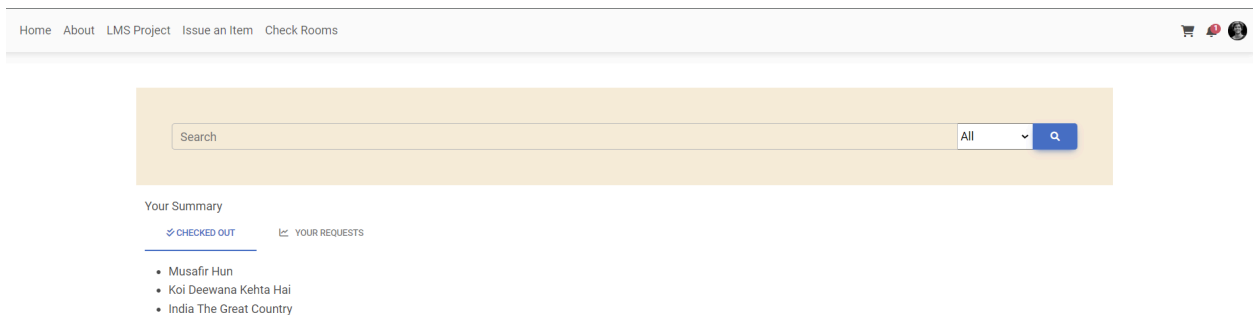 Home About LMS Project Issue an Item Check Rooms
1
Search All
Your Summary
CHECKED OUT YOUR REQUESTS
Musafir Hun
Koi Deewana Kehta Hai
India The Great Country